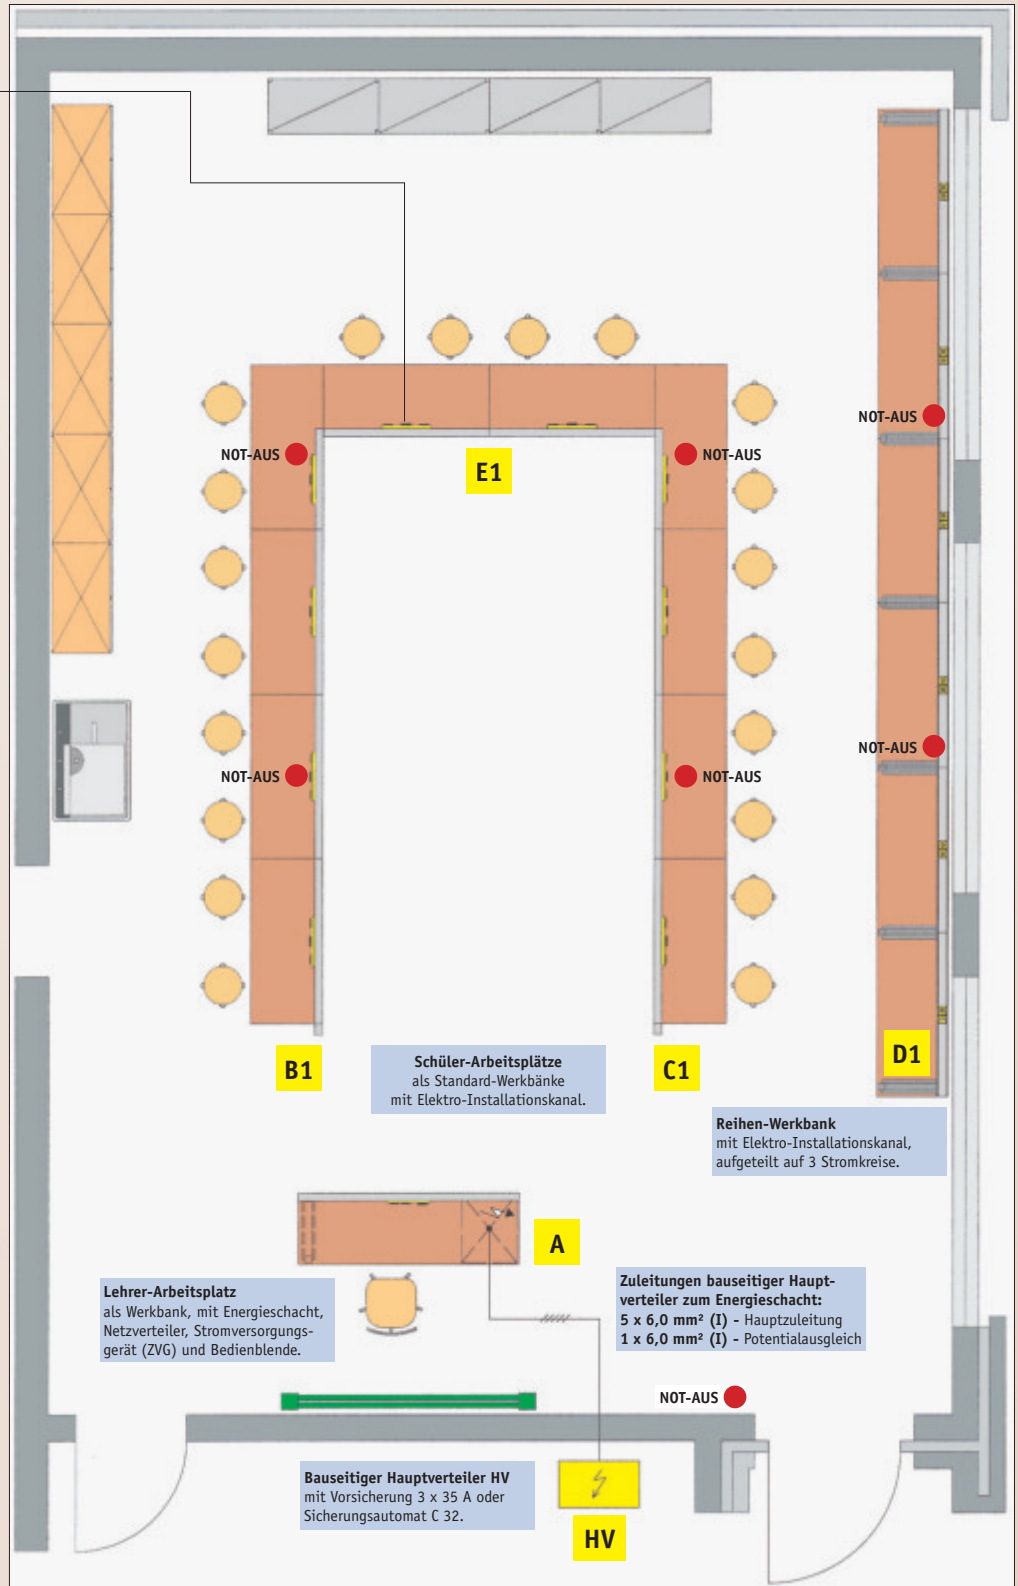 NOT-AUS
NOT-AUS
NOT-AUS
E1
NOT-AUS
NOT-AUS
NOT-AUS
B1
Schüler-Arbeitsplätze
als Standard-Werkbänke
mit Elektro-Installationskanal.
C1
D1
Reihen-Werkbank
mit Elektro-Installationskanal,
aufgeteilt auf 3 Stromkreise.
A
Lehrer-Arbeitsplatz
als Werkbank, mit Energieschacht,
Netzverteiler, Stromversorgungs-
gerät (ZVG) und Bedienblende.
Zuleitungen bauseitiger Haupt-
verteiler zum Energieschacht:
5 x 6,0 mm² (I) - Hauptzuleitung
1 x 6,0 mm² (I) - Potentialausgleich
NOT-AUS
Bauseitiger Hauptverteiler HV
mit Vorsicherung 3 x 35 A oder
Sicherungsautomat C 32.
HV